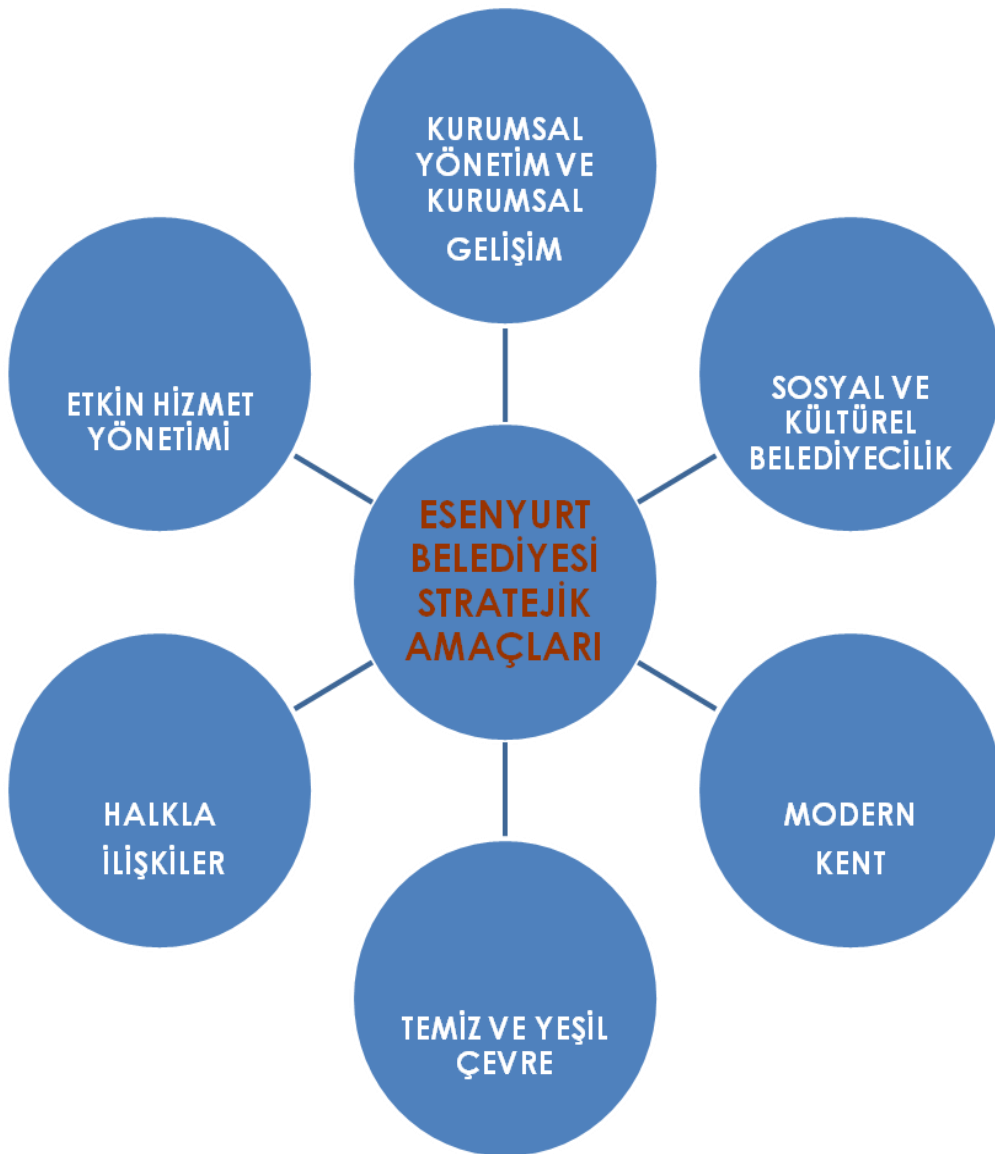 KURUMSAL
YÖNETİM VE
KURUMSAL
GELİŞİM
SOSYAL VE
KÜLTÜREL
BELEDİYECİLİK
MODERN
KENT
TEMİZ VE YEŞİL
ÇEVRE
HALKLA
İLİŞKİLER
ETKİN HİZMET
YÖNETİMİ
ESENYURT
BELEDİYESİ
STRATEJİK
AMAÇLARI